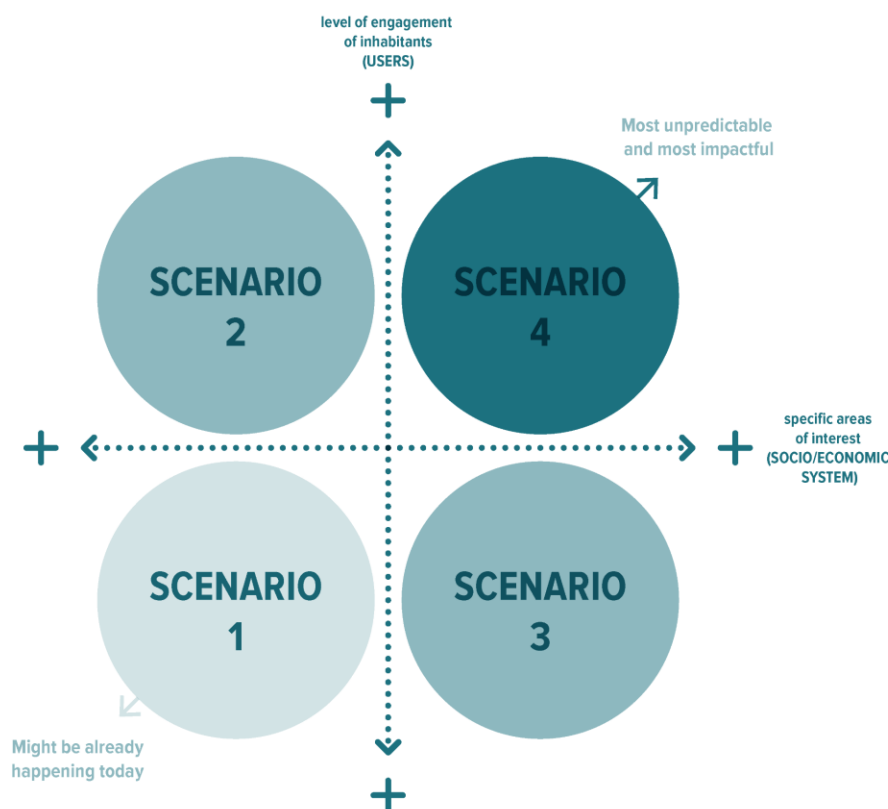 level of engagement
of inhabitants
(USERS)
+
Most unpredictable
and most impactful
SCENARIO
2
SCENARIO
4
+
+
specific areas
of interest
(SOCIO/ECONOMIC
SYSTEM)
SCENARIO
1
SCENARIO
3
Might be already
happening today
+